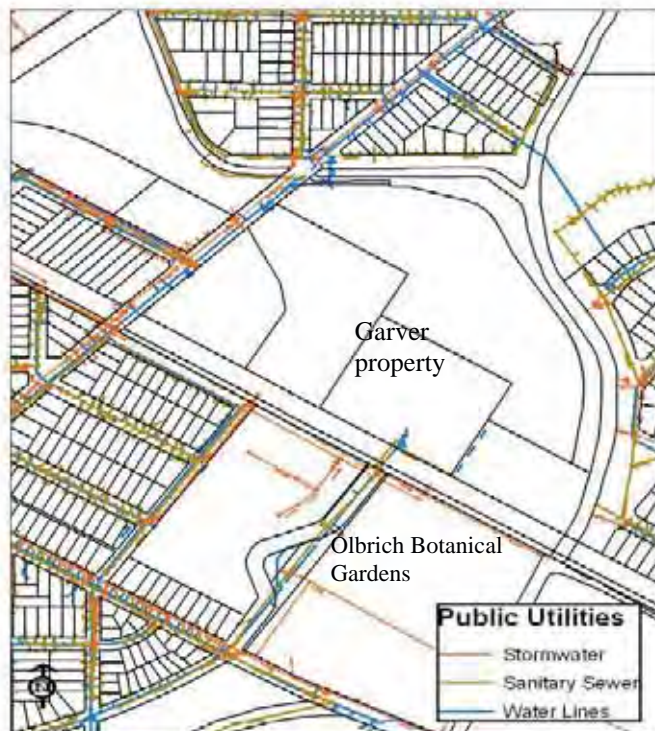 Garver
property
Olbrich Botanical
Gardens
Public Utilities
Stormwater
Sanitary Sewer
Water Lines